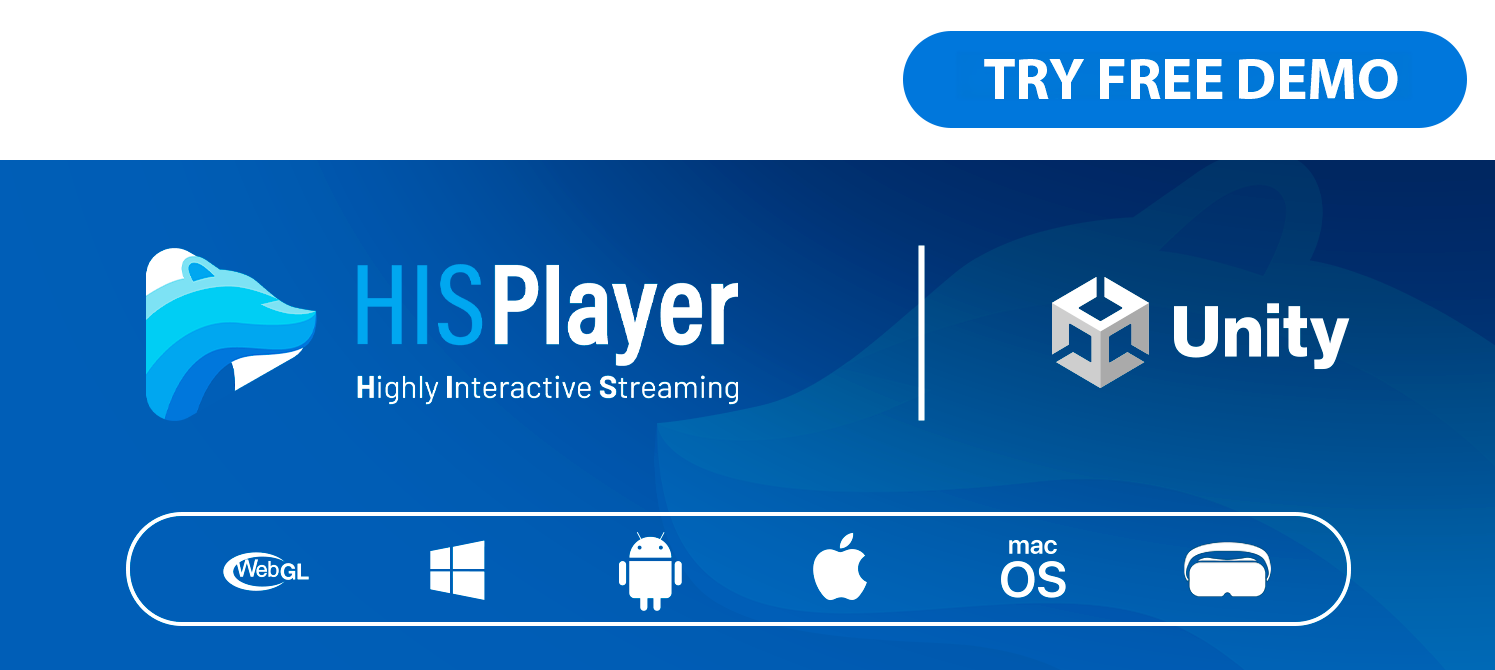 TRY FREE DEMO
HISPlayer
Highly Interactive Streaming
Unity
WebGL
mac
OS